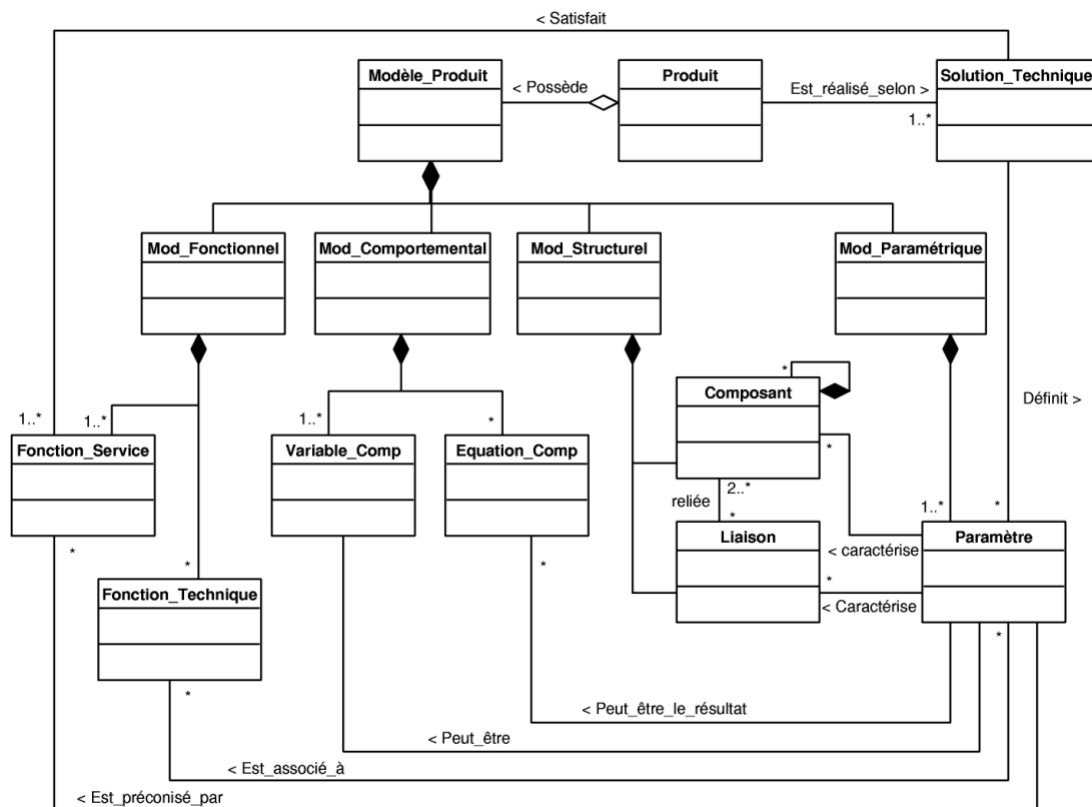 < Satisfait
Modèle_Produit
< Possède
Produit
Est_réalisé_selon >
Solution_Technique
1..*
Mod_Fonctionnel
Mod_Comportemental
Mod_Structurel
Mod_Paramétrique
*
Composant
Définit >
1..*
1..*
1..*
*
Fonction_Service
Variable_Comp
Equation_Comp
*
2..*
reliée
*
1..*
*
Liaison
Paramètre
< caractérise
*
*
*
*
Fonction_Technique
< Caractérise
*
*
< Peut_être_le_résultat
< Peut_être
< Est_associé_à
< Est_préconisé_par